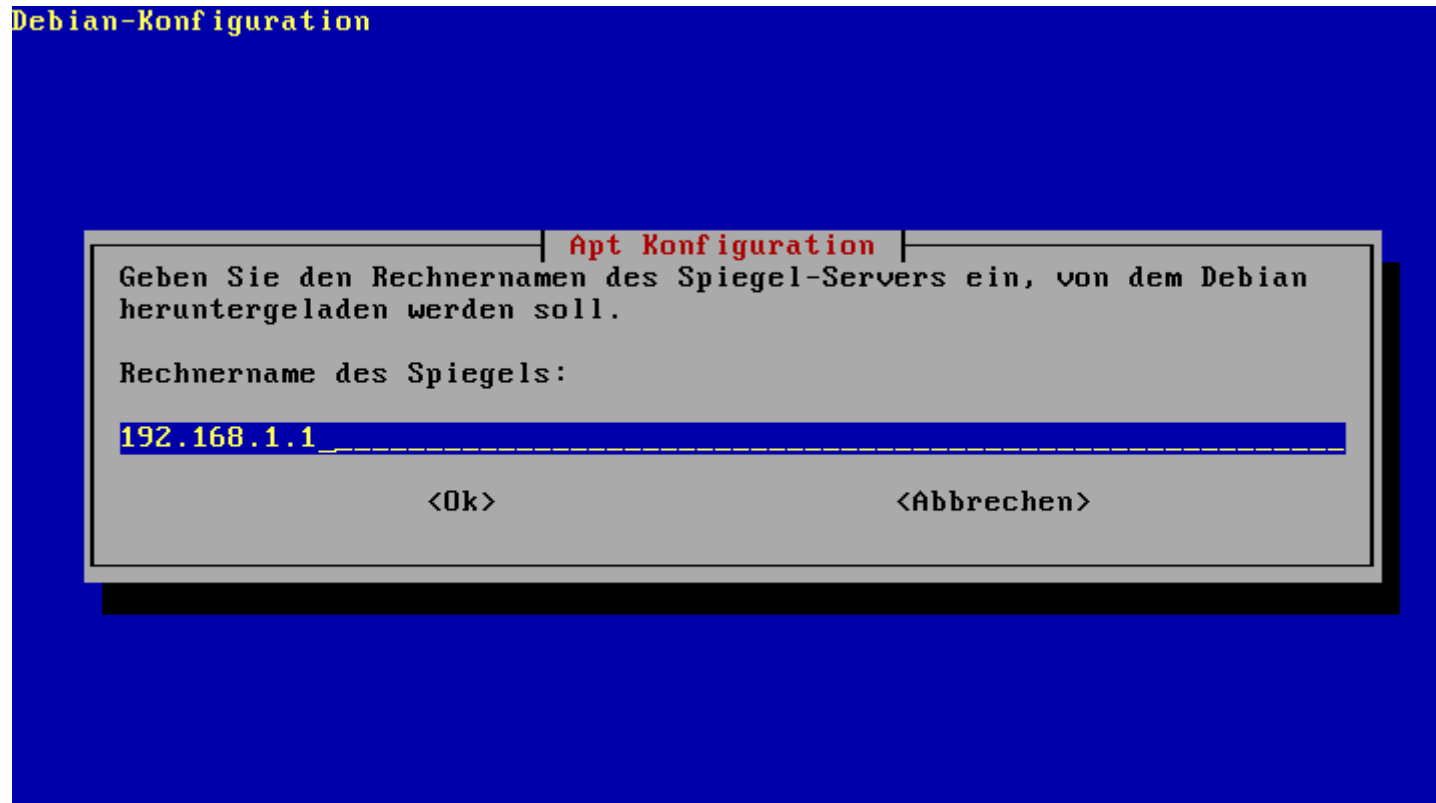 Debian-Konfiguration
Apt Konfiguration
Geben Sie den Rechnernamen des Spiegel-Servers ein, von dem Debian
heruntergeladen werden soll.
Rechnername des Spiegels:
192.168.1.1
<Ok> <Abbrechen>